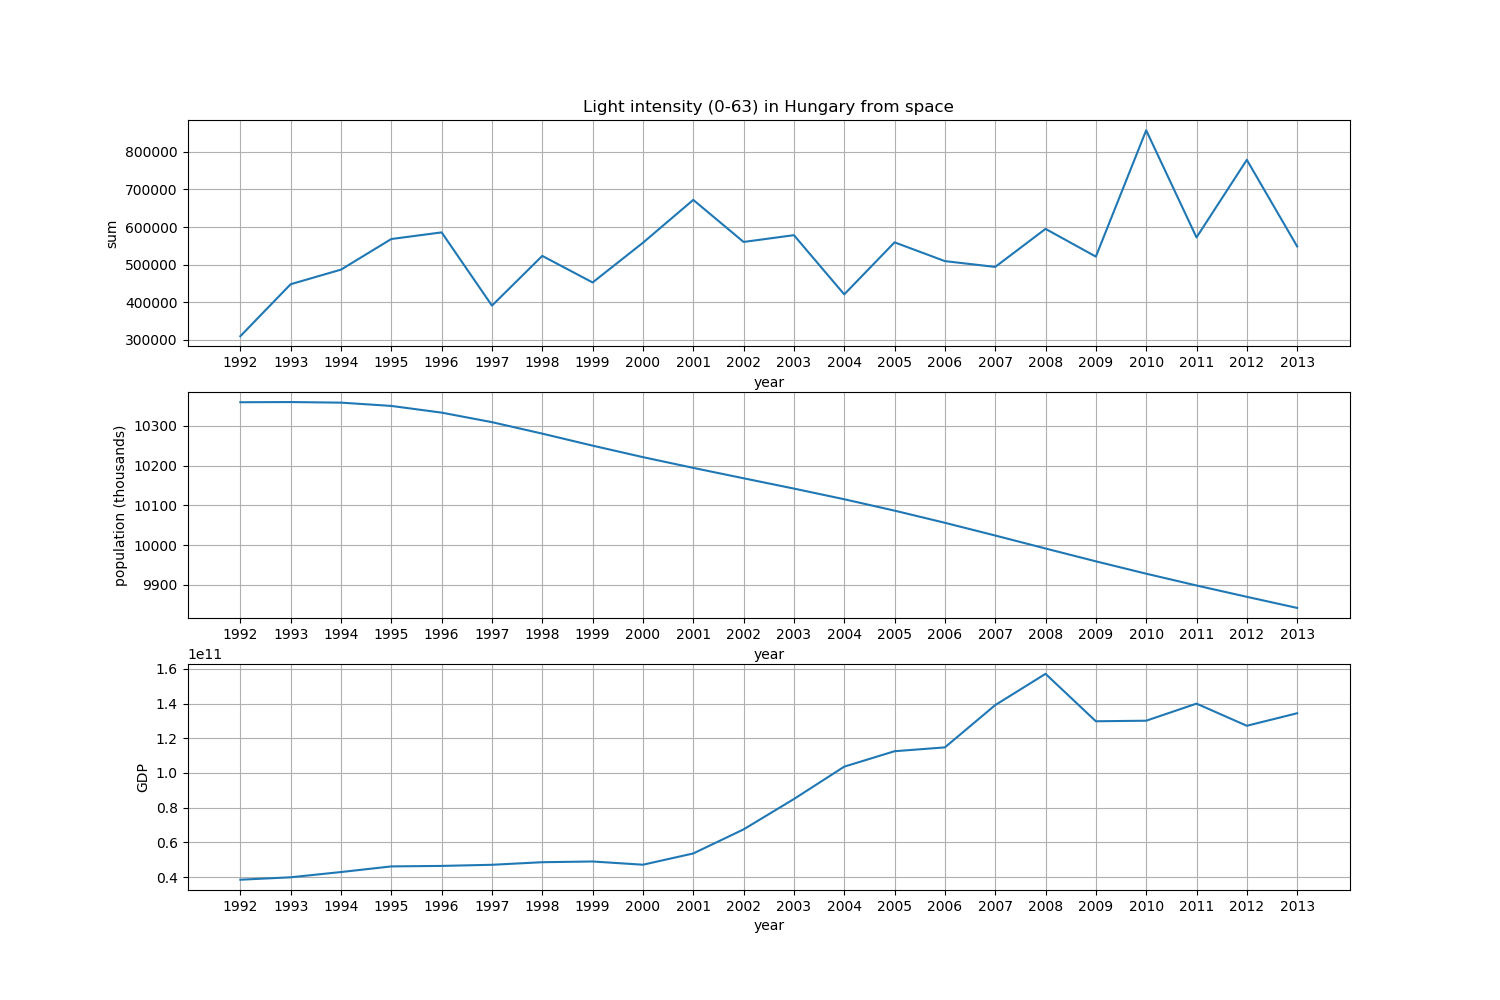 Light intensity (0-63) in Hungary from space
800000
700000
600000
500000
400000
300000
sum
1992 1993 1994 1995 1996 1997 1998 1999 2000 2001 2002 2003 2004 2005 2006 2007 2008 2009 2010 2011 2012 2013
year
10300
10200
10100
10000
9900
population (thousands)
1992 1993 1994 1995 1996 1997 1998 1999 2000 2001 2002 2003 2004 2005 2006 2007 2008 2009 2010 2011 2012 2013
year
1e11
1.6
1.4
1.2
1.0
0.8
0.6
0.4
GDP
1992 1993 1994 1995 1996 1997 1998 1999 2000 2001 2002 2003 2004 2005 2006 2007 2008 2009 2010 2011 2012 2013
year